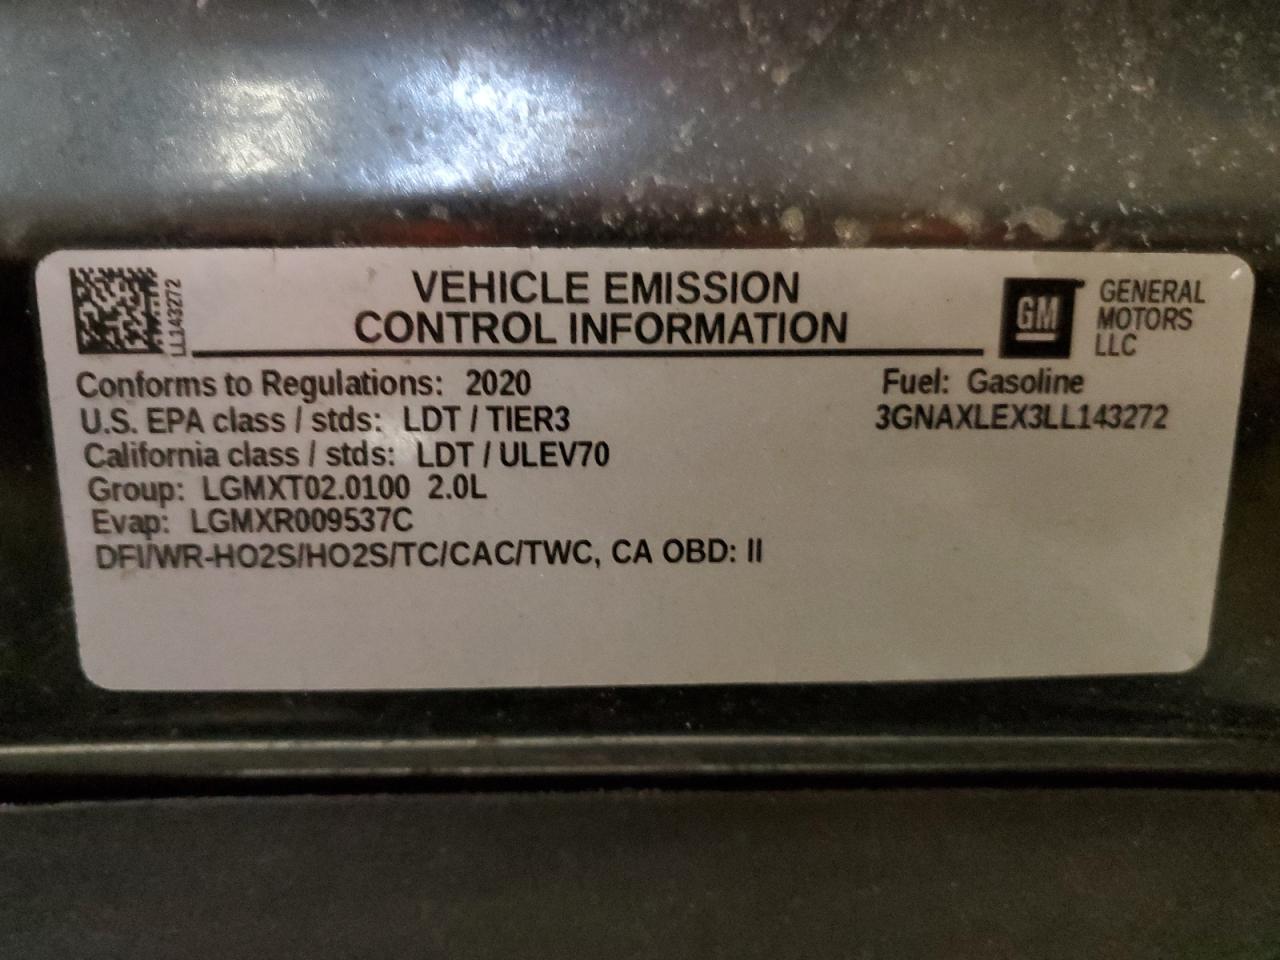 LL143272
VEHICLE EMISSION
CONTROL INFORMATION
GM
GENERAL
MOTORS
LLC
Conforms to Regulations: 2020
Fuel: Gasoline
U.S. EPA class / stds: LDT / TIER3
3GNAXLEX3LL143272
California class / stds: LDT / ULEV70
Group: LGMXT02.0100 2.0L
Evap: LGMXR009537C
DFI/WR-HO2S/HO2S/TC/CAC/TWC, CA OBD: II